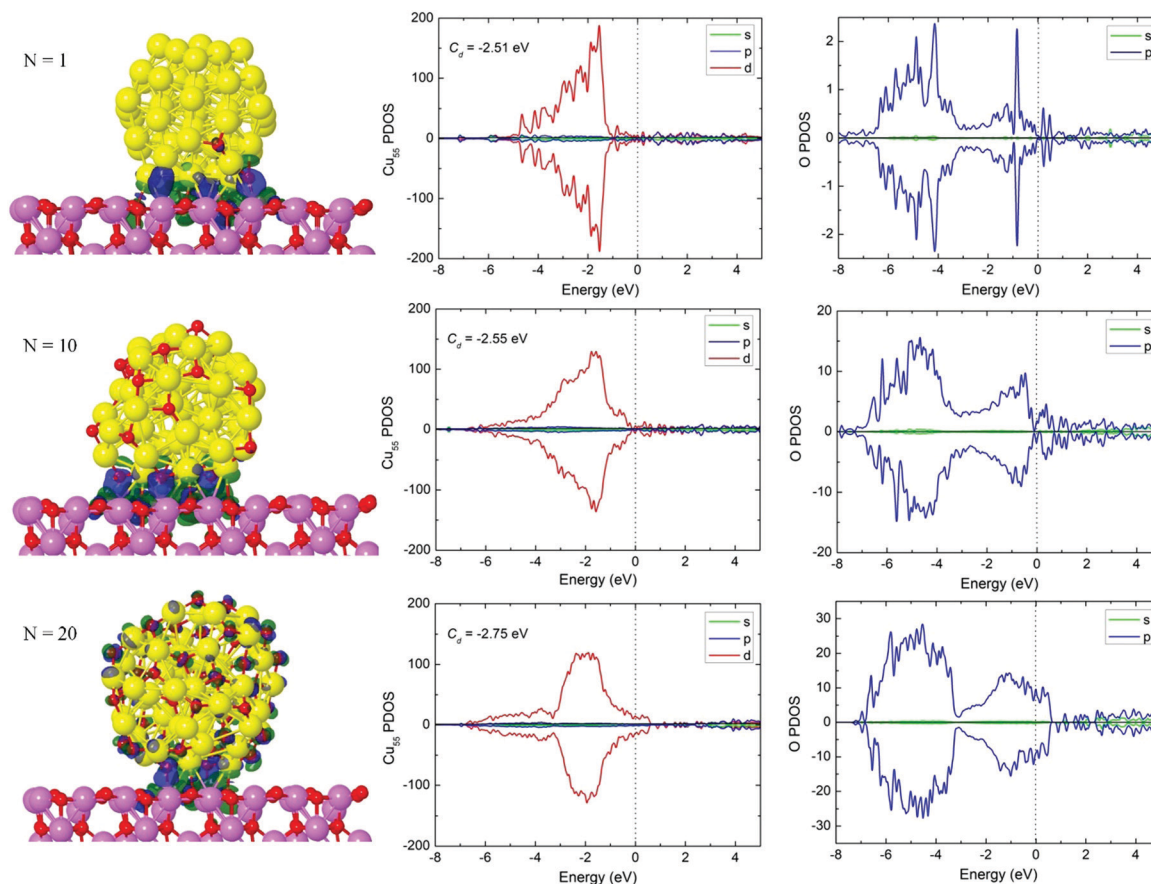 N = 1
Cu₅₅ PDOS
200
100
0
-100
-200
C_d = -2.51 eV
s
p
d
-8 -6 -4 -2 0 2 4
Energy (eV)
O PDOS
2
1
0
-1
-2
s
p
-8 -6 -4 -2 0 2 4
Energy (eV)
N = 10
Cu₅₅ PDOS
200
100
0
-100
-200
C_d = -2.55 eV
s
p
d
-8 -6 -4 -2 0 2 4
Energy (eV)
O PDOS
20
10
0
-10
20
s
p
-8 -6 -4 -2 0 2 4
Energy (eV)
N = 20
Cu₅₅ PDOS
200
100
0
-100
-200
C_d = -2.75 eV
s
p
d
-8 -6 -4 -2 0 2 4
Energy (eV)
O PDOS
30
20
10
0
-10
-20
-30
s
p
-8 -6 -4 -2 0 2 4
Energy (eV)